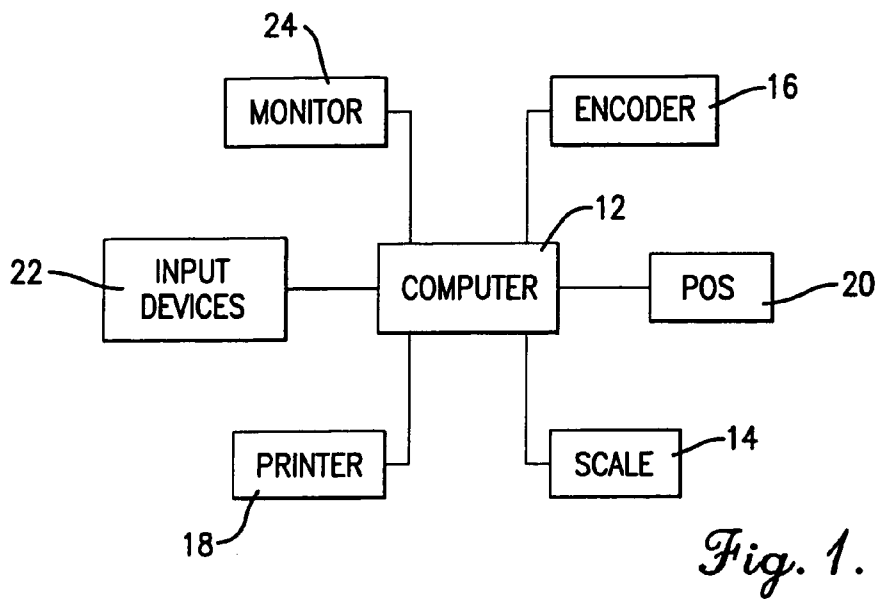 24
MONITOR
ENCODER
16
12
22
INPUT
DEVICES
COMPUTER
POS
20
PRINTER
18
SCALE
14
Fig. 1.